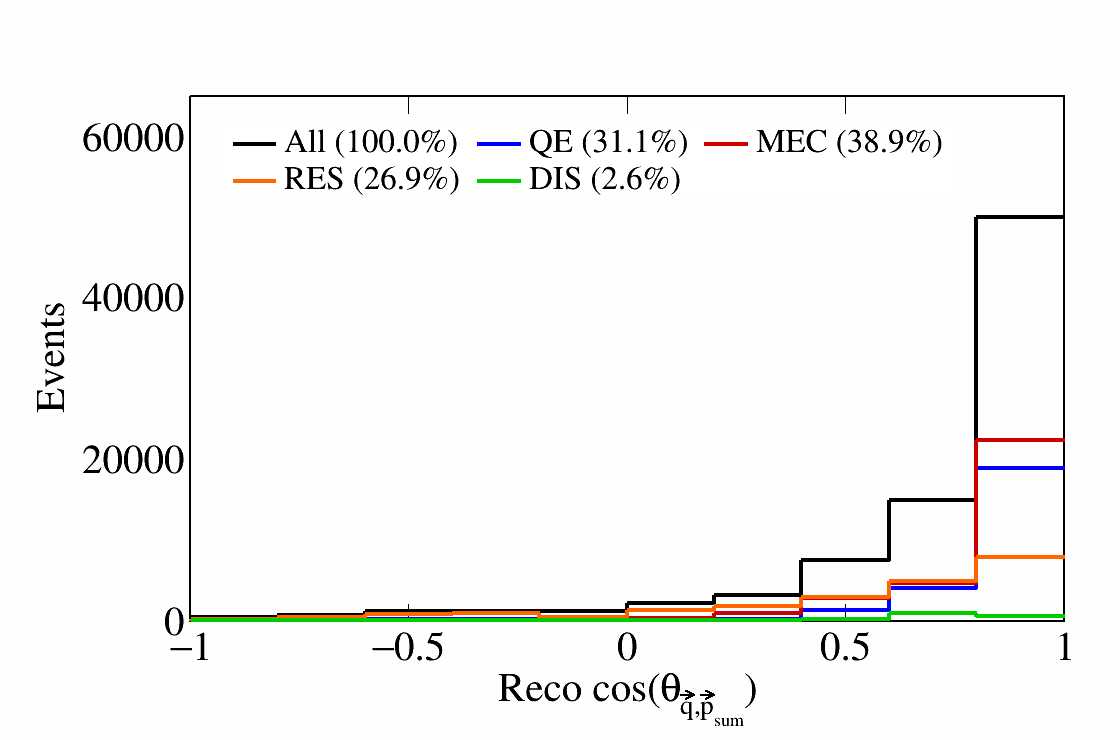 All (100.0%) QE (31.1%) MEC (38.9%)
RES (26.9%) DIS (2.6%)
60000
40000
20000
0
Events
−1 −0.5 0 0.5 1
Reco cos(θq⃗,p⃗sum)